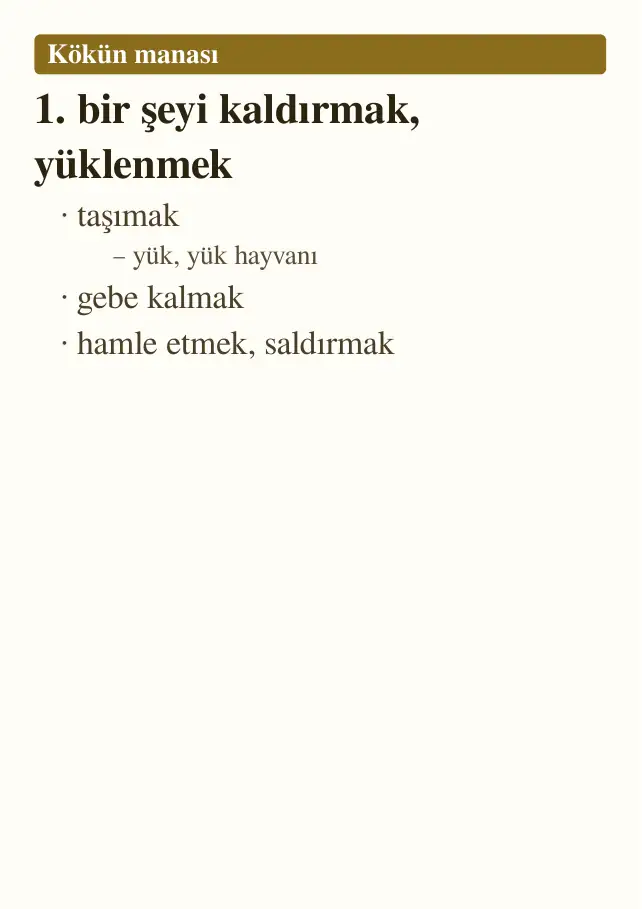 Kökün manası
1. bir şeyi kaldırmak,
yüklenmek
· taşımak
– yük, yük hayvanı
· gebe kalmak
· hamle etmek, saldırmak